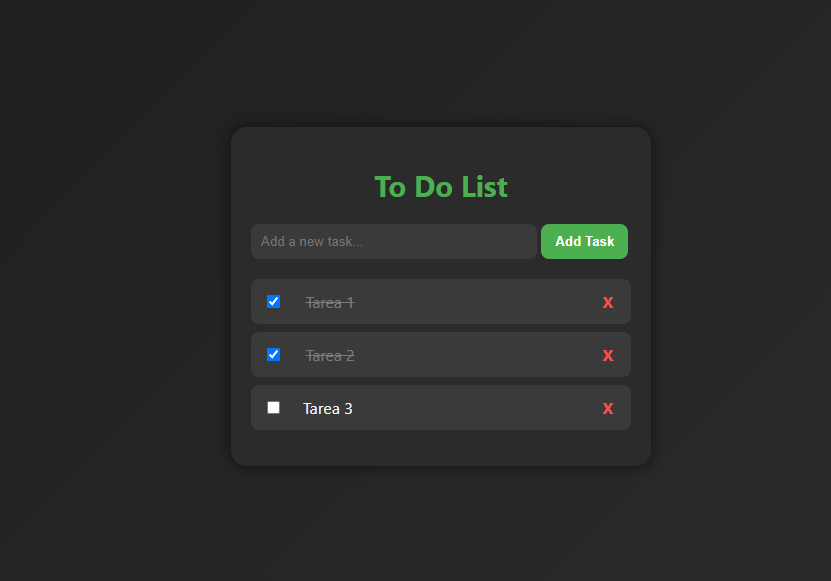 To Do List
Add a new task...
Add Task
Tarea 1
X
Tarea 2
X
Tarea 3
X